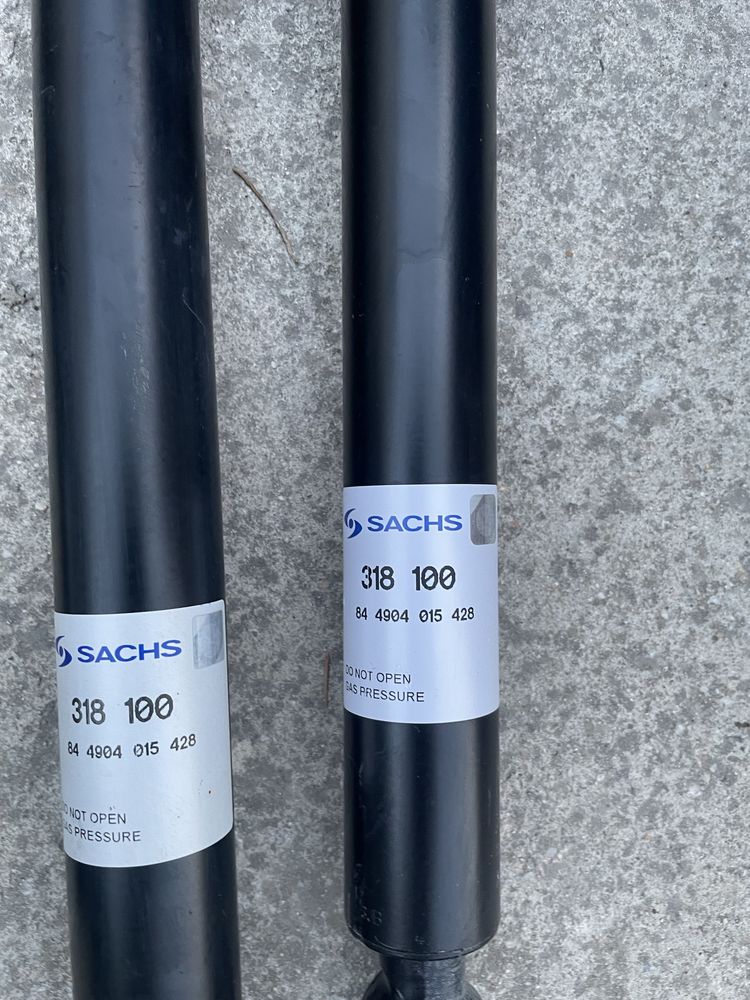 SACHS
318 100
84 4904 015 428
NOT OPEN
PRESSURE
SACHS
318 100
84 4904 015 428
DO NOT OPEN
GAS PRESSURE